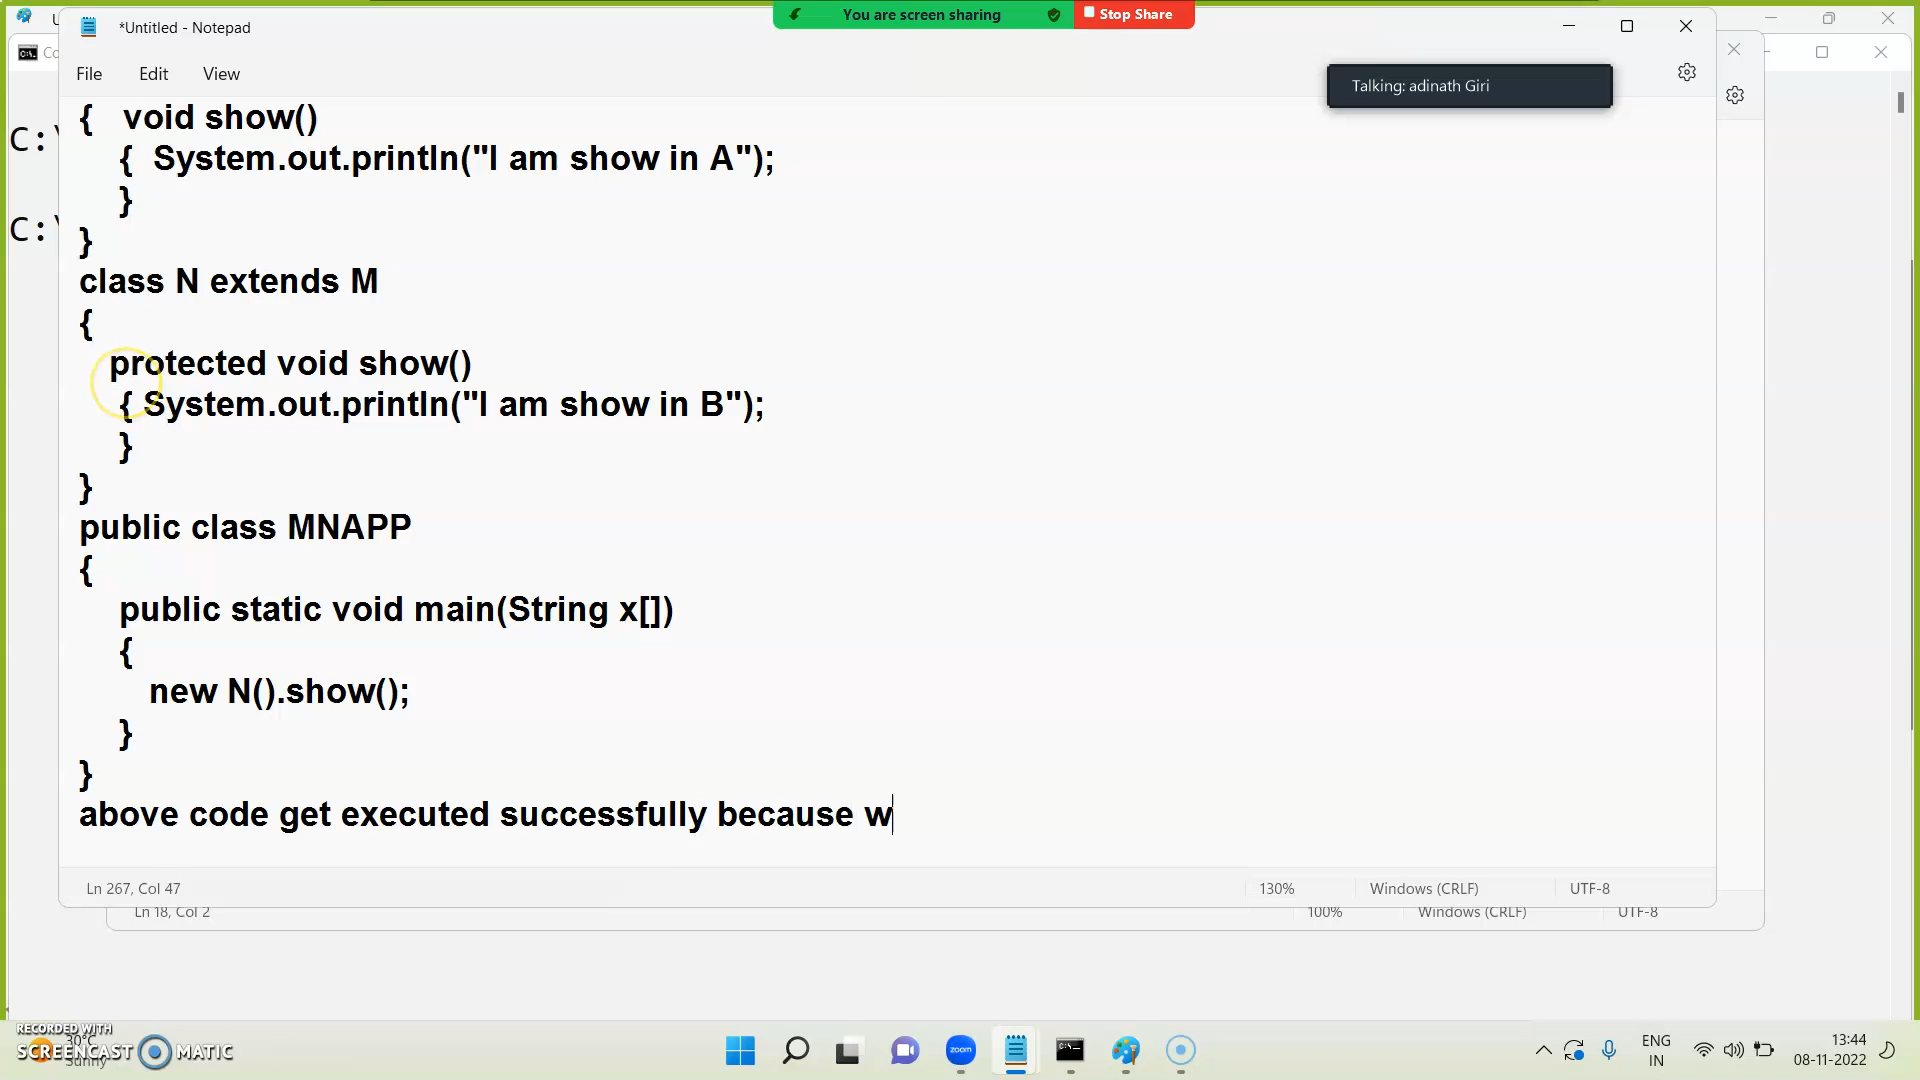 You are screen sharing
Stop Share
*Untitled - Notepad
Co
File Edit View
Talking: adinath Giri
{ void show()
{ System.out.println("I am show in A");
}
}
class N extends M
{
protected void show()
{ System.out.println("I am show in B");
}
}
public class MNAPP
{
public static void main(String x[])
{
new N().show();
}
}
above code get executed successfully because w
C:\
C:\
Ln 267, Col 47 130% Windows (CRLF) UTF-8
Ln 18, Col 2 100% Windows (CRLF) UTF-8
RECORDED WITH
SCREENCAST MATIC
30°C
Sunny
zoom
ENG
IN
13:44
08-11-2022